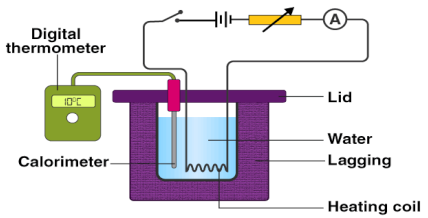 Digital
thermometer
A
10°C
Lid
Water
Calorimeter
Lagging
Heating coil